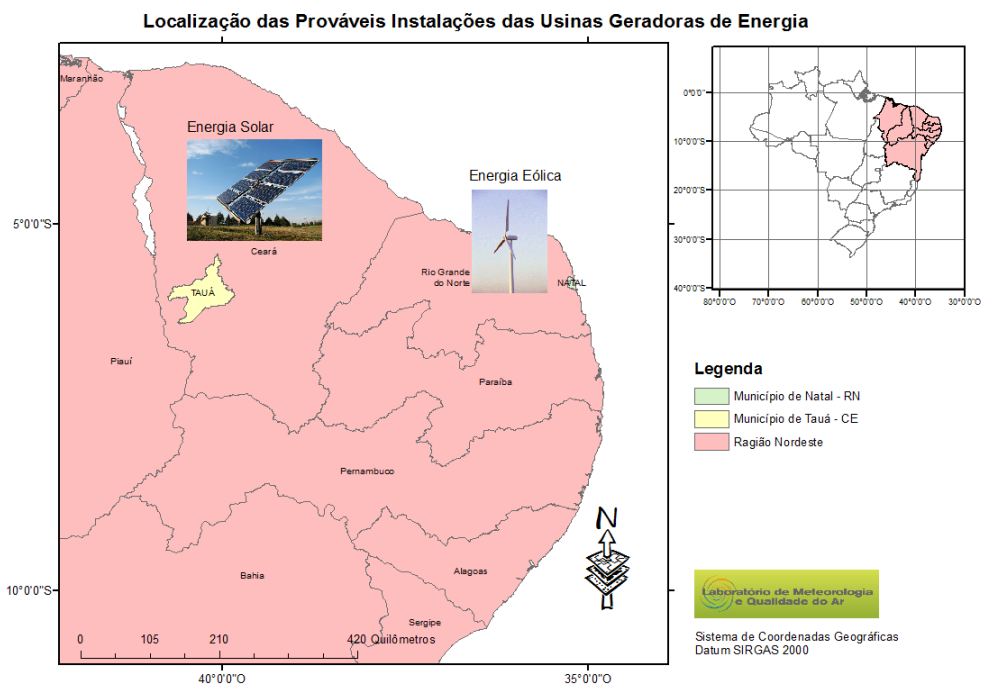 Localização das Prováveis Instalações das Usinas Geradoras de Energia
Maranhão
Energia Solar
Energia Eólica
5°0'0"S
Ceará
Rio Grande
do Norte
NATAL
TAUÁ
Piauí
Paraíba
Pernambuco
10°0'0"S
Bahia
Alagoas
Sergipe
N
0 105 210 420 Quilômetros
40°0'0"O 35°0'0"O
0°0'0"
10°0'0"S
20°0'0"S
30°0'0"S
40°0'0"S
80°0'0"O 70°0'0"O 60°0'0"O 50°0'0"O 40°0'0"O 30°0'0"O
Legenda
Município de Natal - RN
Município de Tauá - CE
Ragião Nordeste
Laboratório de Meteorologia
e Qualidade do Ar
Sistema de Coordenadas Geográficas
Datum SIRGAS 2000